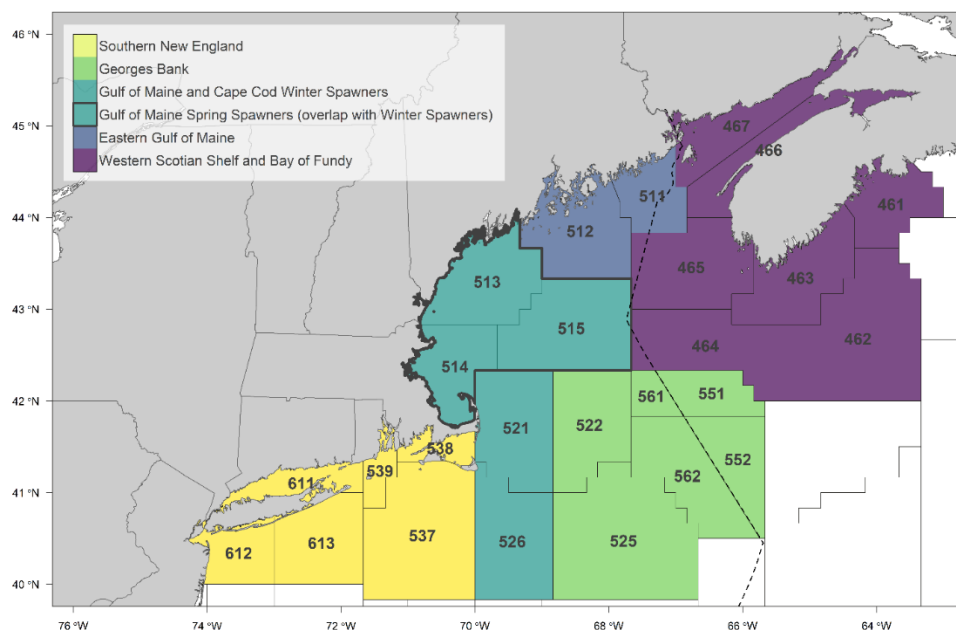 46 °N
45 °N
44 °N
43 °N
42 °N
41 °N
40 °N
Southern New England
Georges Bank
Gulf of Maine and Cape Cod Winter Spawners
Gulf of Maine Spring Spawners (overlap with Winter Spawners)
Eastern Gulf of Maine
Western Scotian Shelf and Bay of Fundy
467
466
511
461
512
465
463
513
515
464
462
514
561
551
521
522
538
552
539
562
611
537
526
525
612
613
76 °W
74 °W
72 °W
70 °W
68 °W
66 °W
64 °W